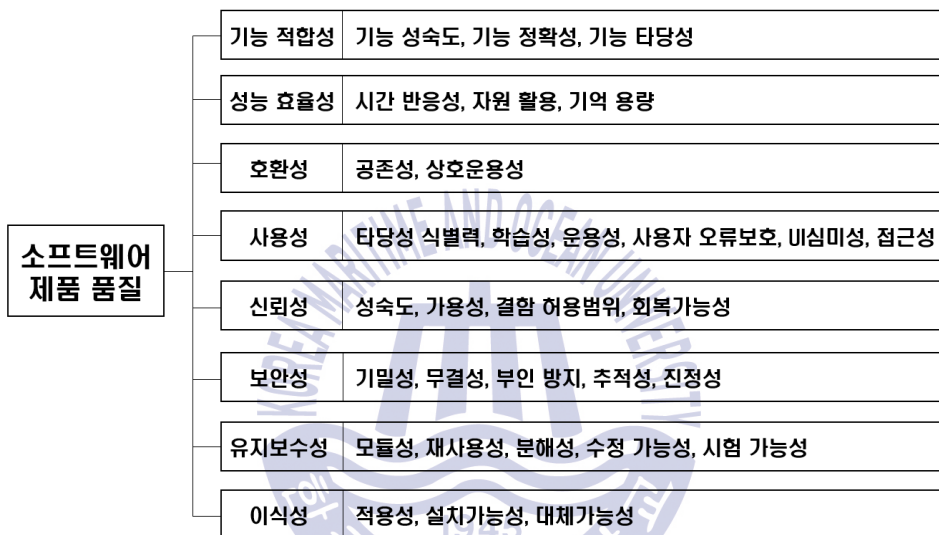 기능 적합성 기능 성숙도, 기능 정확성, 기능 타당성
성능 효율성 시간 반응성, 자원 활용, 기억 용량
호환성 공존성, 상호운용성
사용성 타당성 식별력, 학습성, 운용성, 사용자 오류보호, UI심미성, 접근성
소프트웨어
제품 품질
신뢰성 성숙도, 가용성, 결함 허용범위, 회복가능성
보안성 기밀성, 무결성, 부인 방지, 추적성, 진정성
유지보수성 모듈성, 재사용성, 분해성, 수정 가능성, 시험 가능성
이식성 적용성, 설치가능성, 대체가능성
KOREA MARITIME AND OCEAN UNIVERSITY
1945